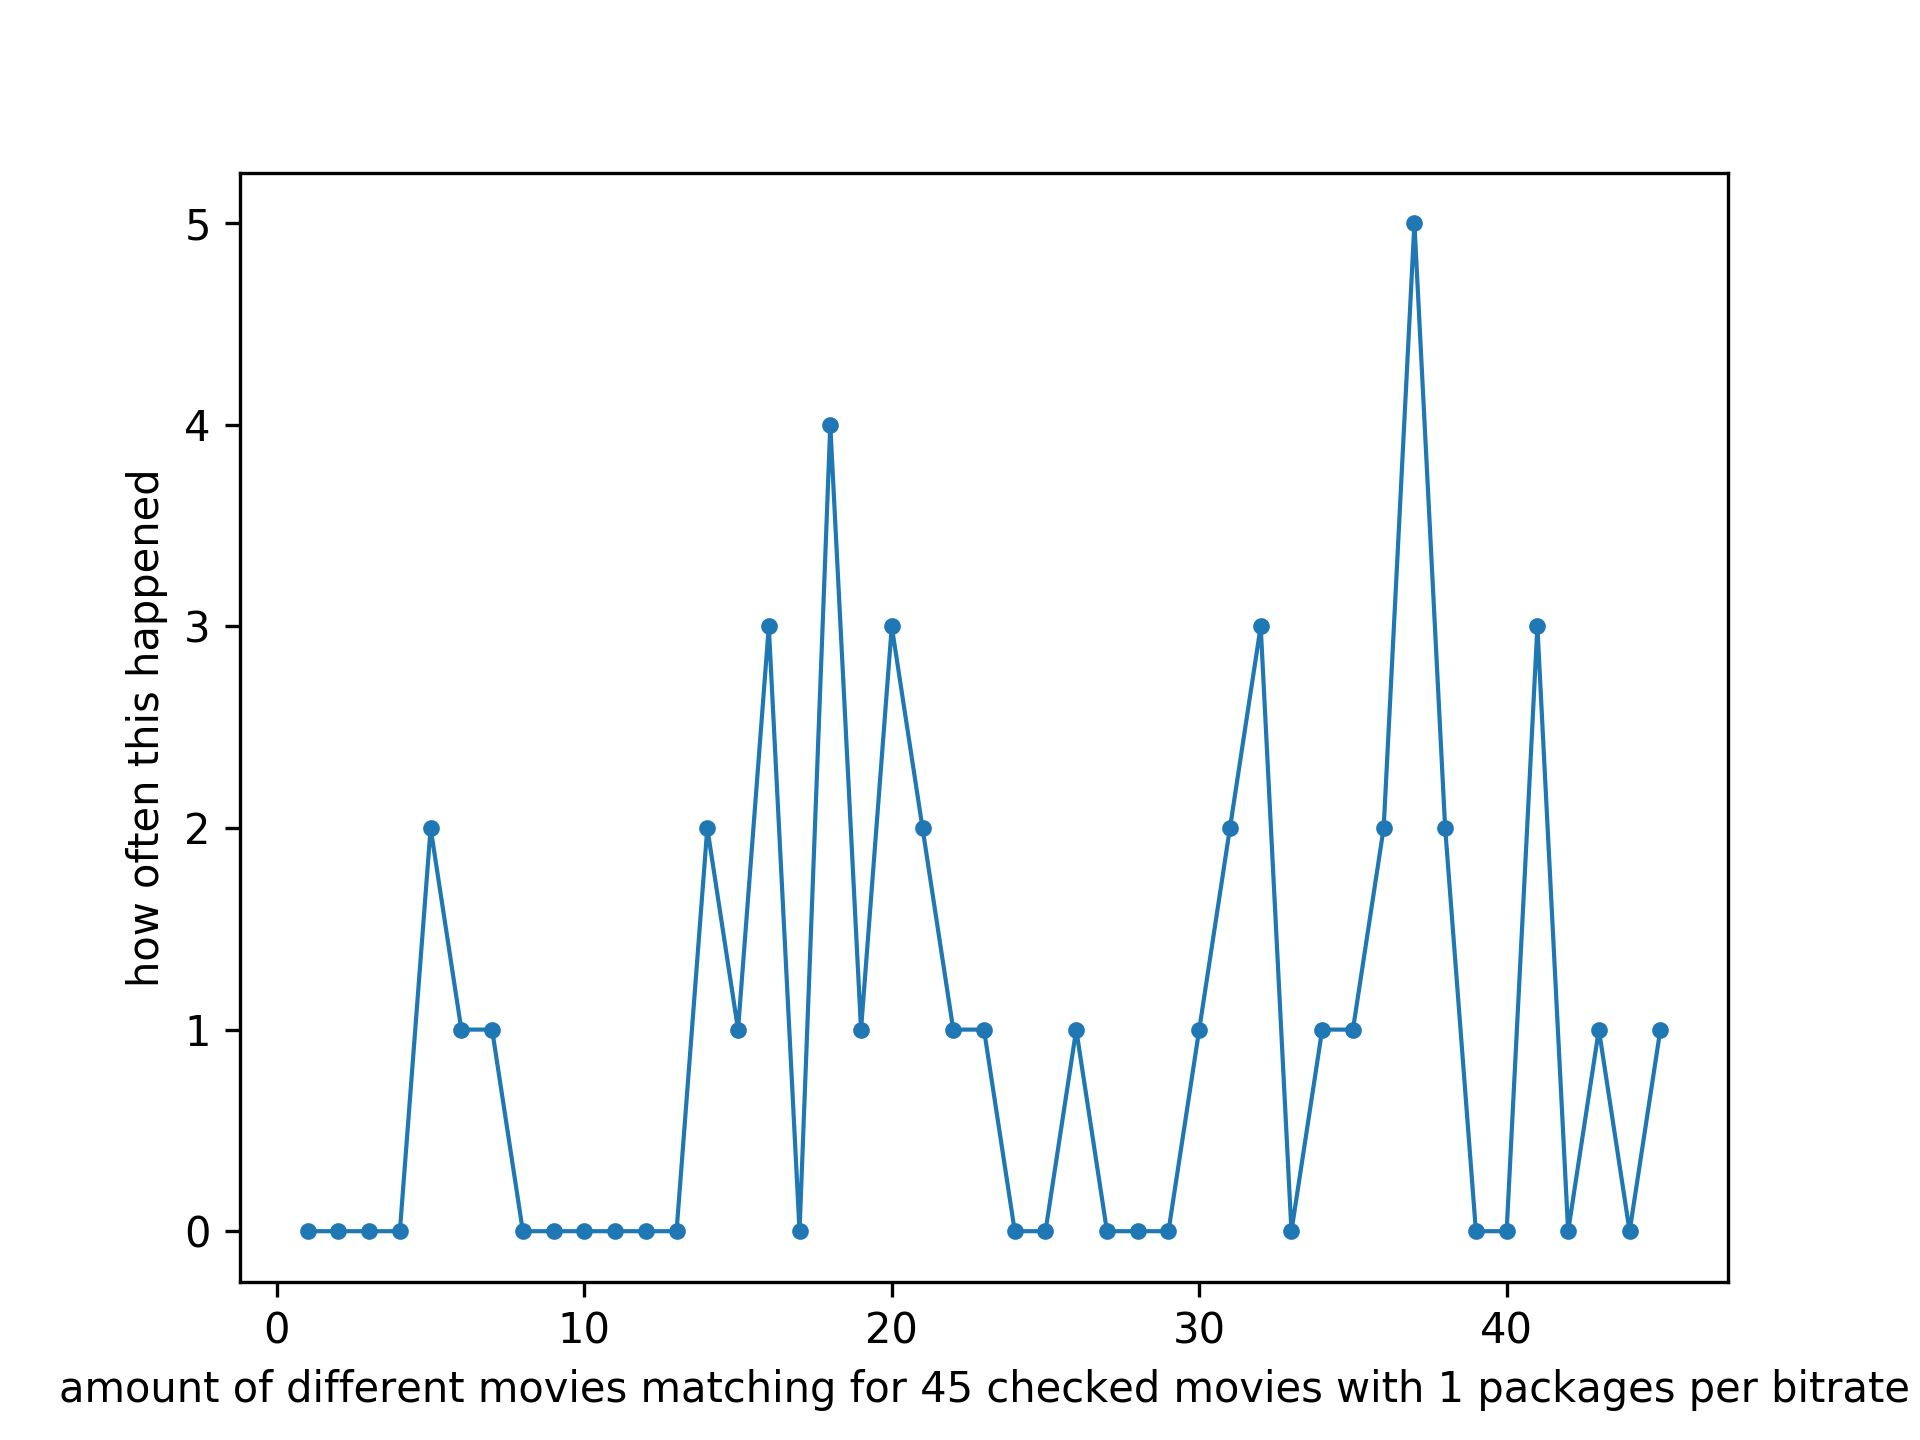 how often this happened
5
4
3
2
1
0
0 10 20 30 40
amount of different movies matching for 45 checked movies with 1 packages per bitrate